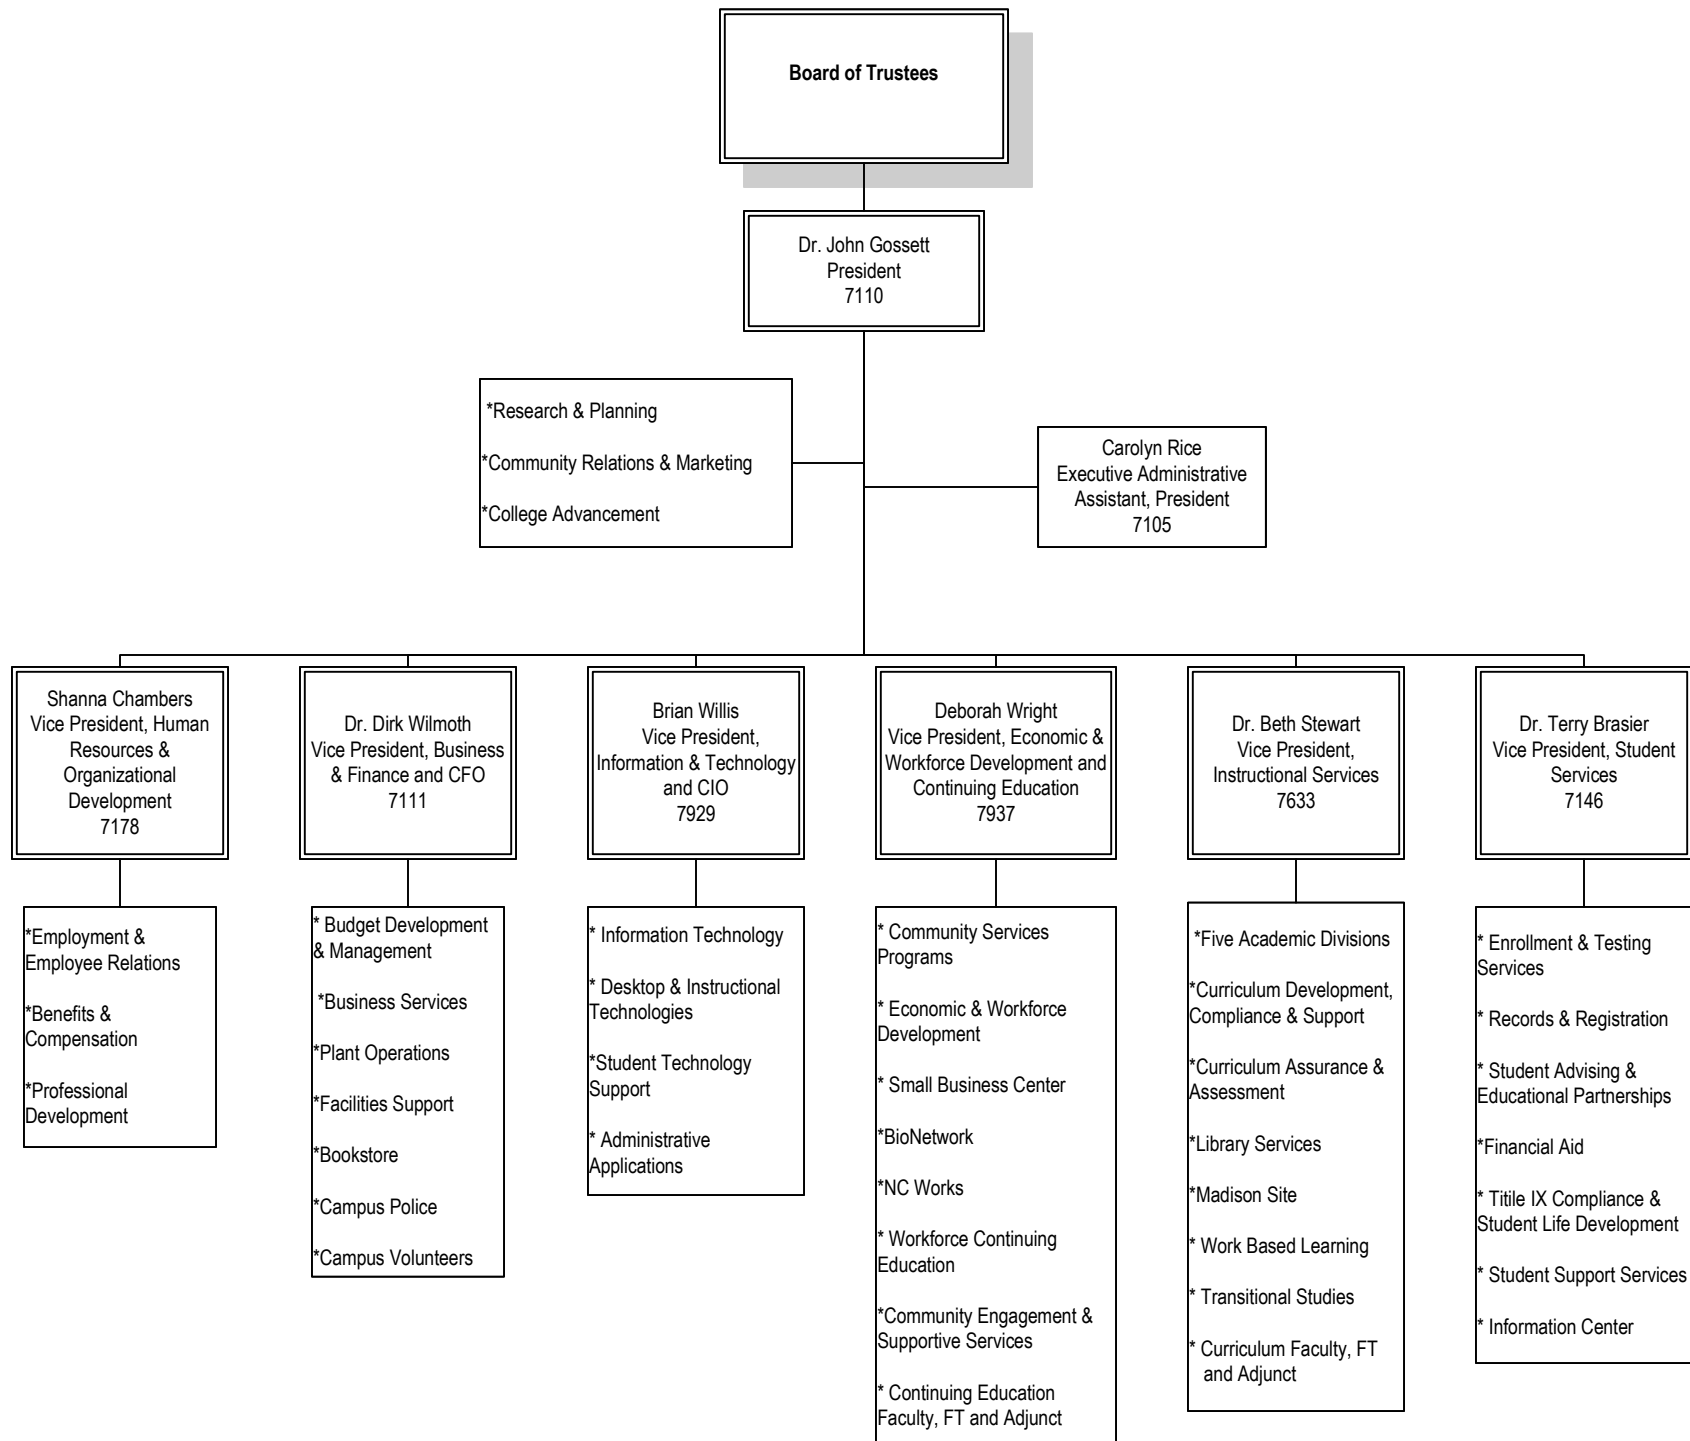 Board of Trustees
Dr. John Gossett
President
7110
*Research & Planning
*Community Relations & Marketing
*College Advancement
Carolyn Rice
Executive Administrative
Assistant, President
7105
Shanna Chambers
Vice President, Human
Resources &
Organizational
Development
7178
Dr. Dirk Wilmoth
Vice President, Business
& Finance and CFO
7111
Brian Willis
Vice President,
Information & Technology
and CIO
7929
Deborah Wright
Vice President, Economic &
Workforce Development and
Continuing Education
7937
Dr. Beth Stewart
Vice President,
Instructional Services
7633
Dr. Terry Brasier
Vice President, Student
Services
7146
*Employment &
Employee Relations
*Benefits &
Compensation
*Professional
Development
* Budget Development
& Management
*Business Services
*Plant Operations
*Facilities Support
*Bookstore
*Campus Police
*Campus Volunteers
* Information Technology
* Desktop & Instructional
Technologies
*Student Technology
Support
* Administrative
Applications
* Community Services
Programs
* Economic & Workforce
Development
* Small Business Center
*BioNetwork
*NC Works
* Workforce Continuing
Education
*Community Engagement &
Supportive Services
* Continuing Education
Faculty, FT and Adjunct
*Five Academic Divisions
*Curriculum Development,
Compliance & Support
*Curriculum Assurance &
Assessment
*Library Services
*Madison Site
* Work Based Learning
* Transitional Studies
* Curriculum Faculty, FT
and Adjunct
* Enrollment & Testing
Services
* Records & Registration
* Student Advising &
Educational Partnerships
*Financial Aid
* Titile IX Compliance &
Student Life Development
* Student Support Services
* Information Center